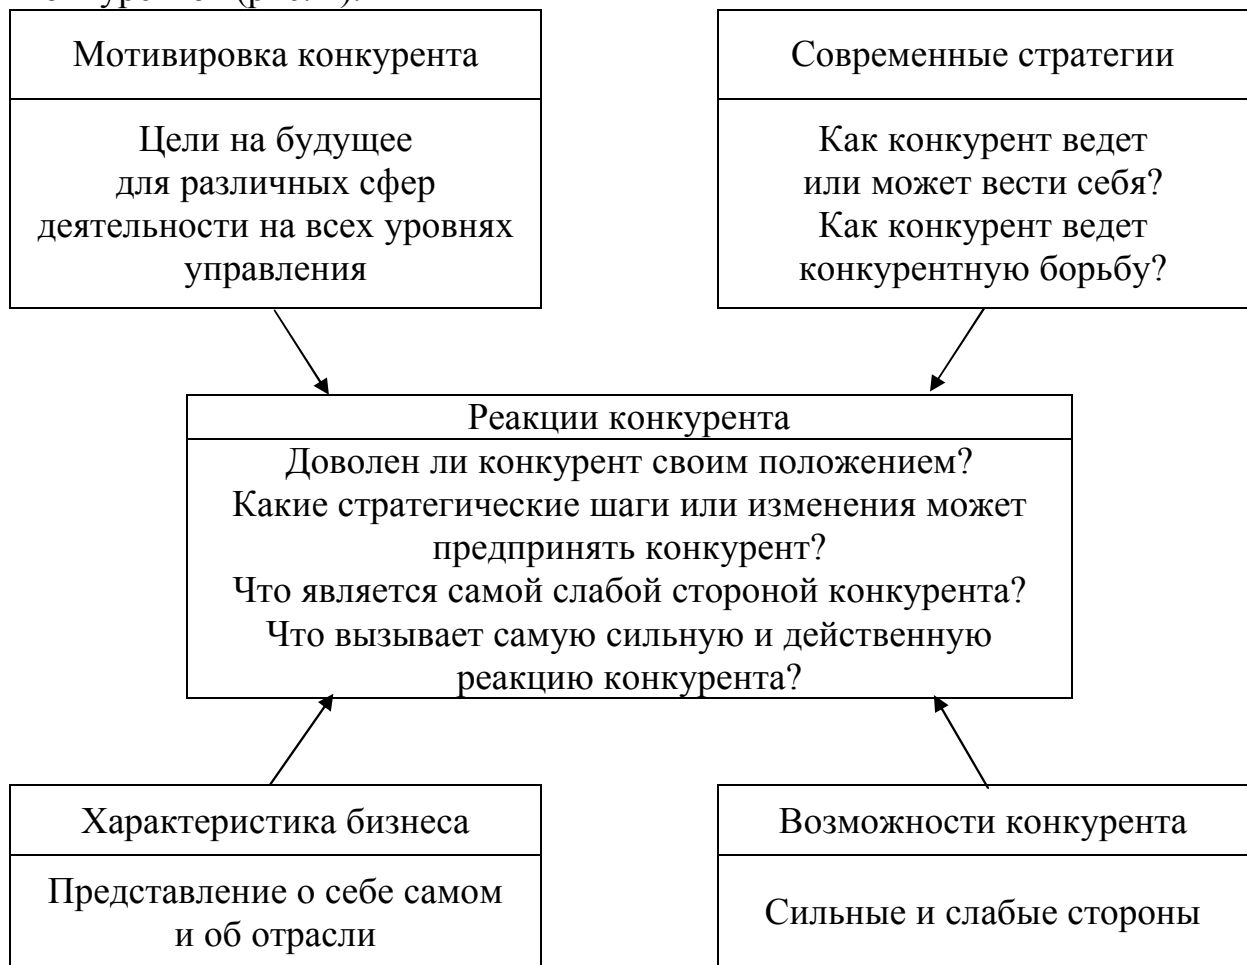 Мотивировка конкурента
Цели на будущее
для различных сфер
деятельности на всех уровнях
управления
Современные стратегии
Как конкурент ведет
или может вести себя?
Как конкурент ведет
конкурентную борьбу?
Реакции конкурента
Доволен ли конкурент своим положением?
Какие стратегические шаги или изменения может
предпринять конкурент?
Что является самой слабой стороной конкурента?
Что вызывает самую сильную и действенную
реакцию конкурента?
Характеристика бизнеса
Представление о себе самом
и об отрасли
Возможности конкурента
Сильные и слабые стороны